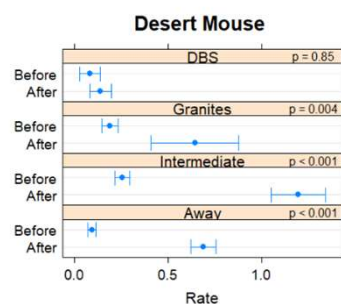 Desert Mouse
DBS p = 0.85
Before
After
Granites p = 0.004
Before
After
Intermediate p < 0.001
Before
After
Away p < 0.001
Before
After
0.0 0.5 1.0
Rate